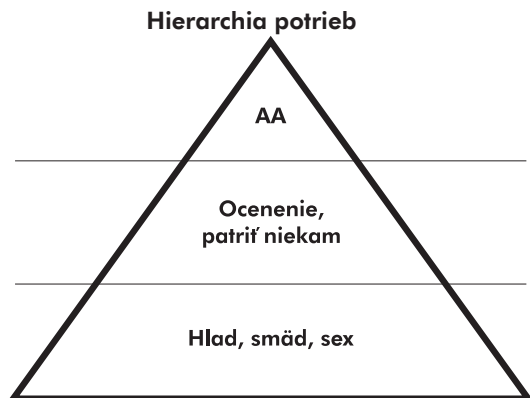 Hierarchia potrieb
AA
Ocenenie,
patriť niekam
Hlad, smäd, sex